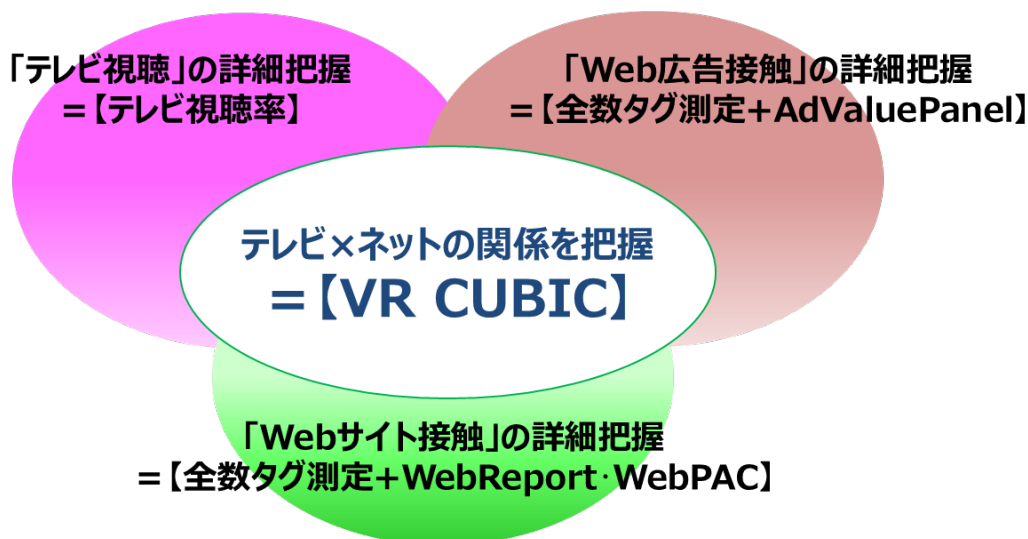 「テレビ視聴」の詳細把握
=【テレビ視聴率】
「Web広告接触」の詳細把握
=【全数タグ測定+AdValuePanel】
テレビ×ネットの関係を把握
=【VR CUBIC】
「Webサイト接触」の詳細把握
=【全数タグ測定+WebReport･WebPAC】